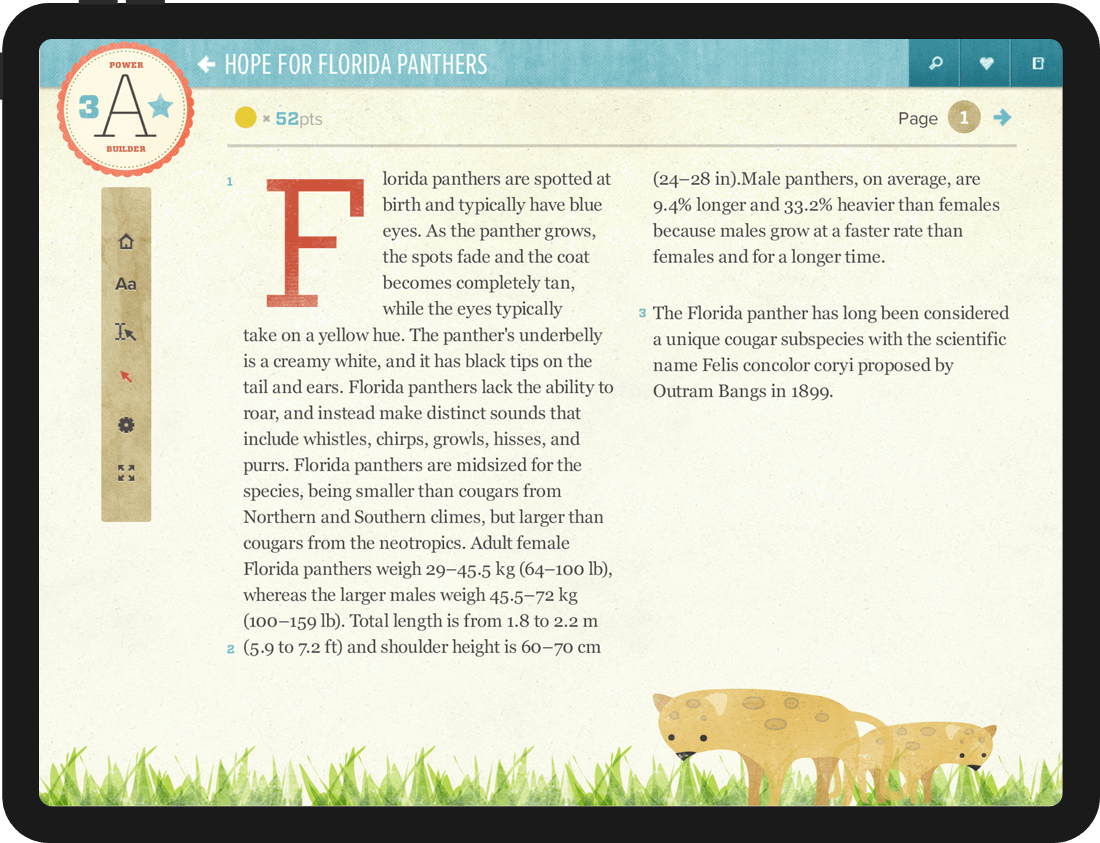 POWER
3 A
BUILDER
HOPE FOR FLORIDA PANTHERS
× 52pts
Page 1
Aa
1
Florida panthers are spotted at
birth and typically have blue
eyes. As the panther grows,
the spots fade and the coat
becomes completely tan,
while the eyes typically
take on a yellow hue. The panther's underbelly
is a creamy white, and it has black tips on the
tail and ears. Florida panthers lack the ability to
roar, and instead make distinct sounds that
include whistles, chirps, growls, hisses, and
purrs. Florida panthers are midsized for the
species, being smaller than cougars from
Northern and Southern climes, but larger than
cougars from the neotropics. Adult female
Florida panthers weigh 29–45.5 kg (64–100 lb),
whereas the larger males weigh 45.5–72 kg
(100–159 lb). Total length is from 1.8 to 2.2 m
2 (5.9 to 7.2 ft) and shoulder height is 60–70 cm
(24–28 in).Male panthers, on average, are
9.4% longer and 33.2% heavier than females
because males grow at a faster rate than
females and for a longer time.
3 The Florida panther has long been considered
a unique cougar subspecies with the scientific
name Felis concolor coryi proposed by
Outram Bangs in 1899.